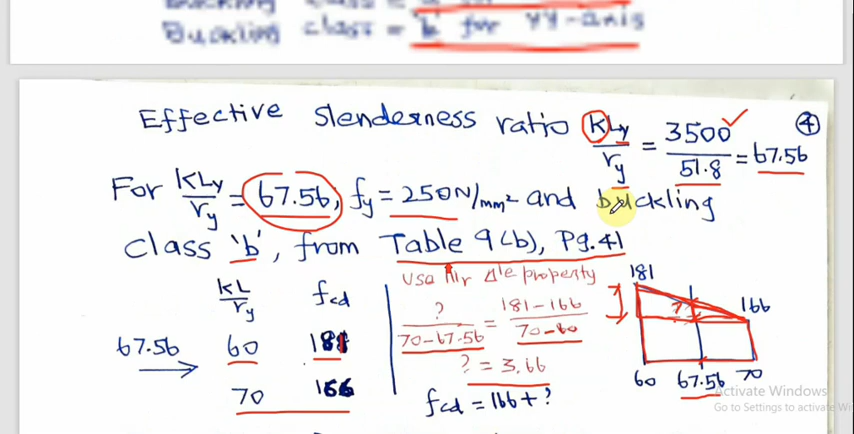 Buckling class = 'b' for yy-axis
Effective Slenderness ratio KLy/ry = 3500/51.8 = 67.56 ④
For KLy/ry = 67.56, fy = 250N/mm² and buckling
class 'b', from Table 9(b), Pg.41
Use llr Δle property
KL/ry fcd
?/70-67.56 = 181-166/70-60
67.56 → 60 181
? = 3.66
70 166
fcd = 166+?
181
166
?
60 67.56 70
Activate Windows
Go to Settings to activate Wi